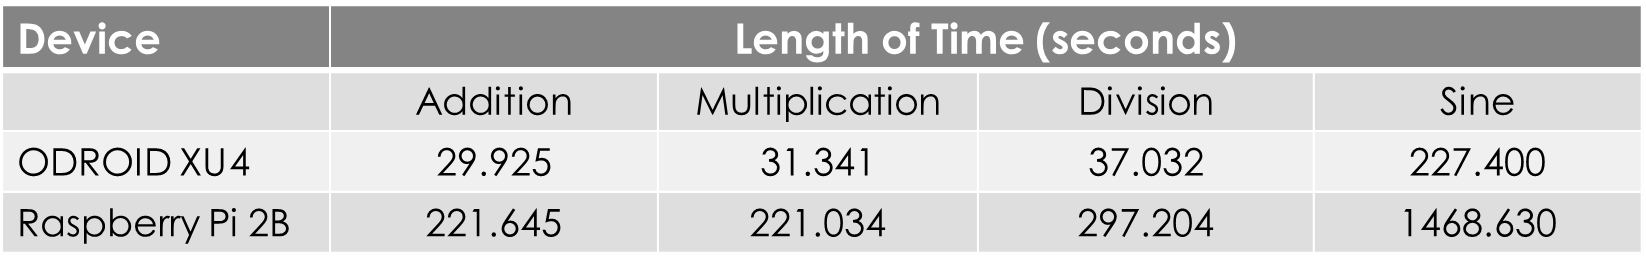 Device Length of Time (seconds)
Addition Multiplication Division Sine
ODROID XU4 29.925 31.341 37.032 227.400
Raspberry Pi 2B 221.645 221.034 297.204 1468.630